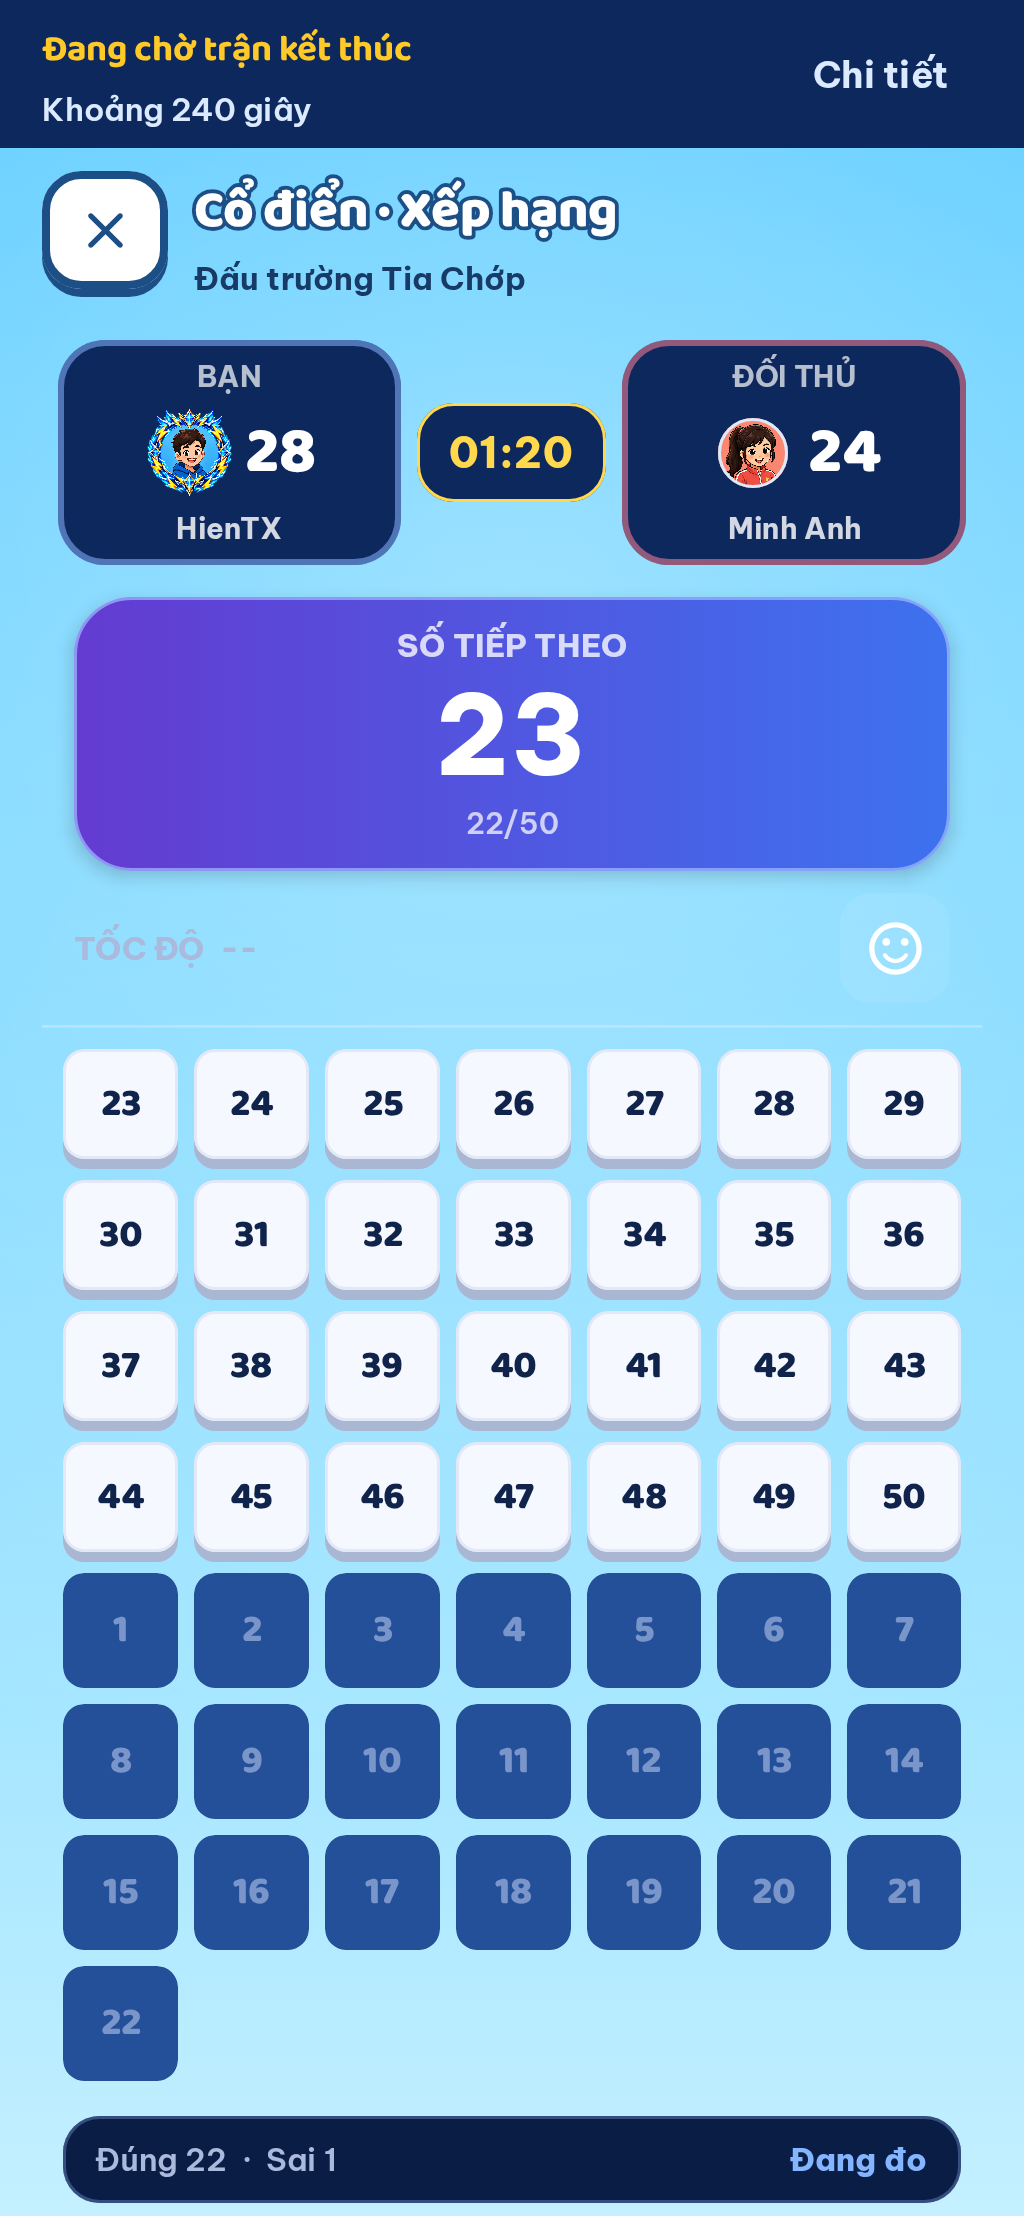 Đang chờ trận kết thúc
Khoảng 240 giây
Chi tiết
Cổ điển · Xếp hạng
Đấu trường Tia Chớp
BẠN
28
HienTX
01:20
ĐỐI THỦ
24
Minh Anh
SỐ TIẾP THEO
23
22/50
TỐC ĐỘ --
23 24 25 26 27 28 29
30 31 32 33 34 35 36
37 38 39 40 41 42 43
44 45 46 47 48 49 50
1 2 3 4 5 6 7
8 9 10 11 12 13 14
15 16 17 18 19 20 21
22
Đúng 22 · Sai 1
Đang đo